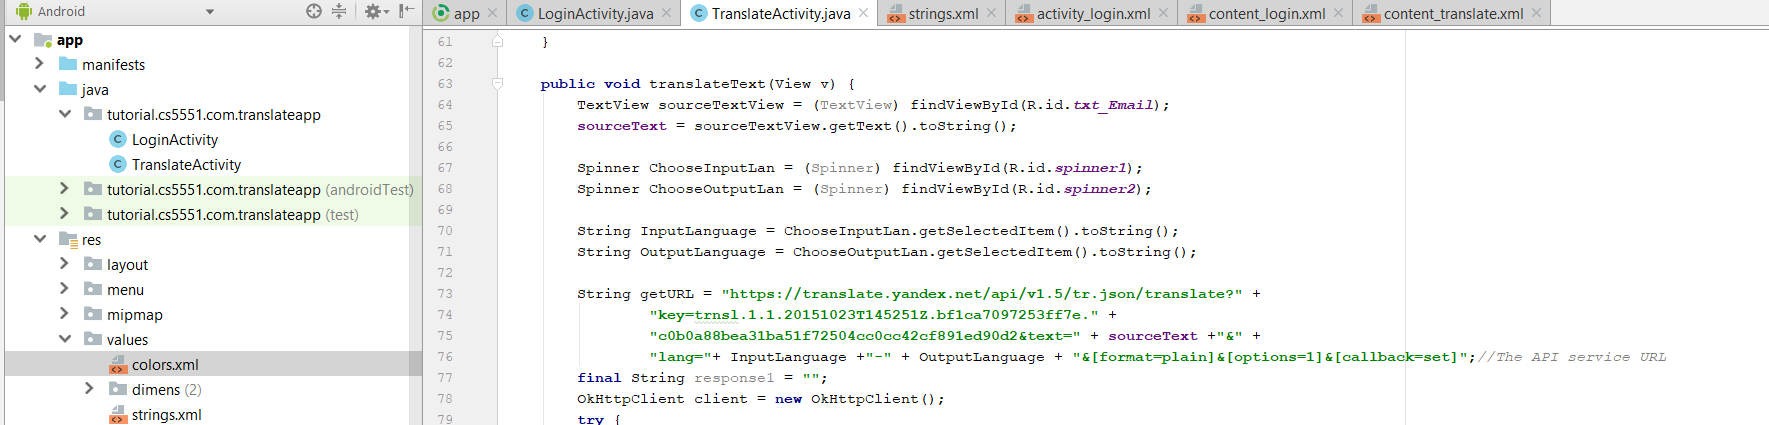 Android
app
manifests
java
tutorial.cs5551.com.translateapp
LoginActivity
TranslateActivity
tutorial.cs5551.com.translateapp (androidTest)
tutorial.cs5551.com.translateapp (test)
res
layout
menu
mipmap
values
colors.xml
dimens (2)
strings.xml
app LoginActivity.java TranslateActivity.java strings.xml activity_login.xml content_login.xml content_translate.xml
61 }
62
63 public void translateText(View v) {
64 TextView sourceTextView = (TextView) findViewById(R.id.txt_Email);
65 sourceText = sourceTextView.getText().toString();
66
67 Spinner ChooseInputLan = (Spinner) findViewById(R.id.spinner1);
68 Spinner ChooseOutputLan = (Spinner) findViewById(R.id.spinner2);
69
70 String InputLanguage = ChooseInputLan.getSelectedItem().toString();
71 String OutputLanguage = ChooseOutputLan.getSelectedItem().toString();
72
73 String getURL = "https://translate.yandex.net/api/v1.5/tr.json/translate?" +
74 "key=trnsl.1.1.20151023T145251Z.bf1ca7097253ff7e." +
75 "c0b0a88bea31ba51f72504cc0cc42cf891ed90d2&text=" + sourceText +"&" +
76 "lang="+ InputLanguage +"-" + OutputLanguage + "&[format=plain]&[options=1]&[callback=set]";//The API service URL
77 final String response1 = "";
78 OkHttpClient client = new OkHttpClient();
79 try {